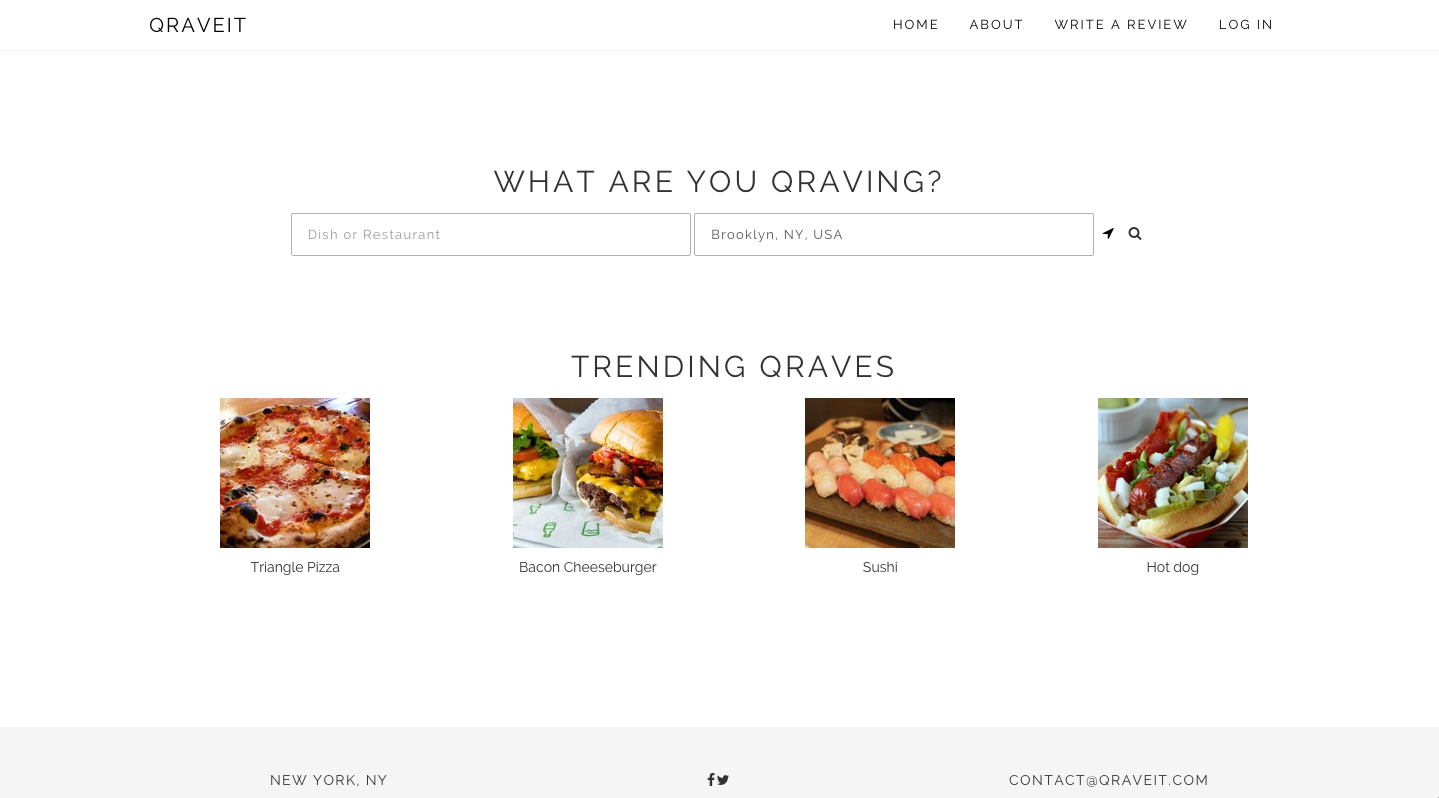 QRAVEIT
HOME ABOUT WRITE A REVIEW LOG IN
WHAT ARE YOU QRAVING?
Dish or Restaurant Brooklyn, NY, USA
TRENDING QRAVES
Triangle Pizza Bacon Cheeseburger Sushi Hot dog
NEW YORK, NY CONTACT@QRAVEIT.COM